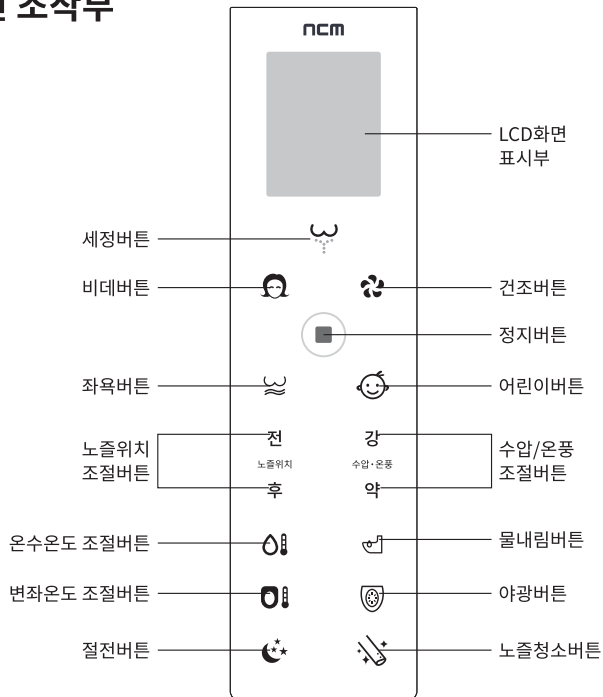 조작부
ncm
LCD화면
표시부
세정버튼
비데버튼
건조버튼
정지버튼
좌욕버튼
어린이버튼
전
강
노즐위치
조절버튼
노즐위치
수압·온풍
수압/온풍
조절버튼
후
약
온수온도 조절버튼
물내림버튼
변좌온도 조절버튼
야광버튼
절전버튼
노즐청소버튼